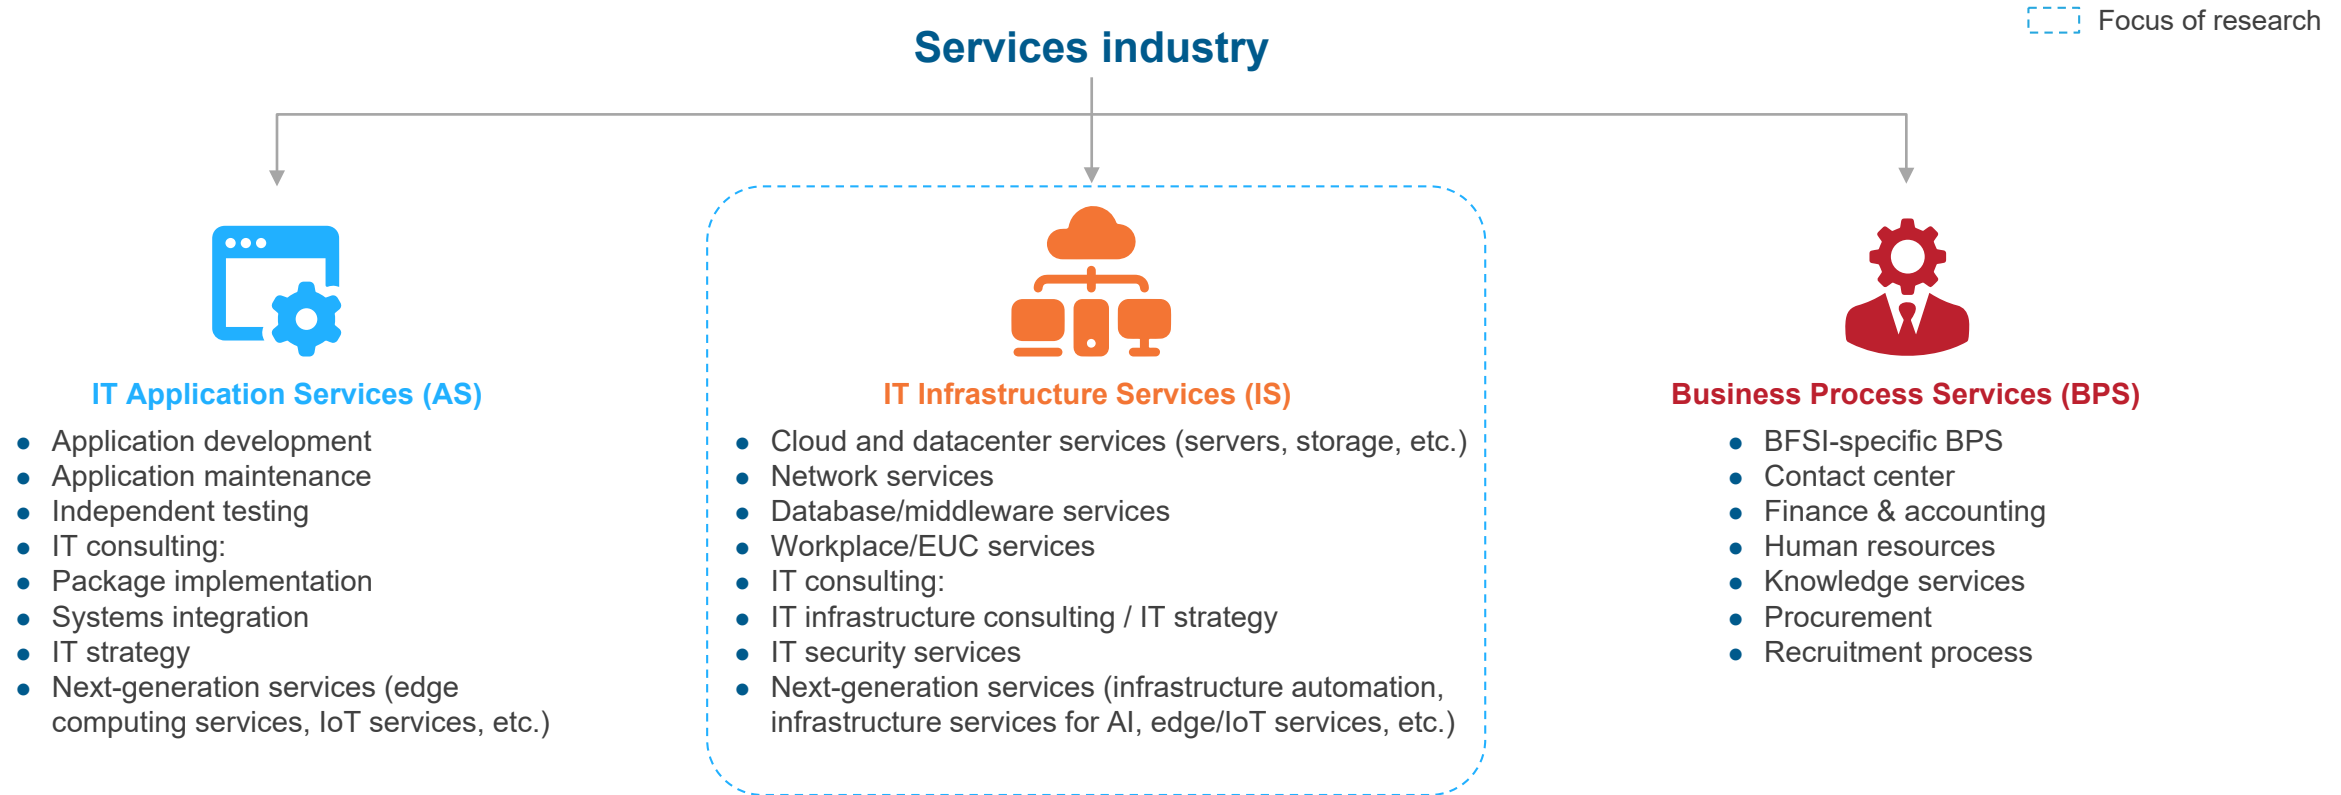 Focus of research
Services industry
IT Application Services (AS)
Application development
Application maintenance
Independent testing
IT consulting:
Package implementation
Systems integration
IT strategy
Next-generation services (edge
computing services, IoT services, etc.)
IT Infrastructure Services (IS)
Cloud and datacenter services (servers, storage, etc.)
Network services
Database/middleware services
Workplace/EUC services
IT consulting:
IT infrastructure consulting / IT strategy
IT security services
Next-generation services (infrastructure automation,
infrastructure services for AI, edge/IoT services, etc.)
Business Process Services (BPS)
BFSI-specific BPS
Contact center
Finance & accounting
Human resources
Knowledge services
Procurement
Recruitment process